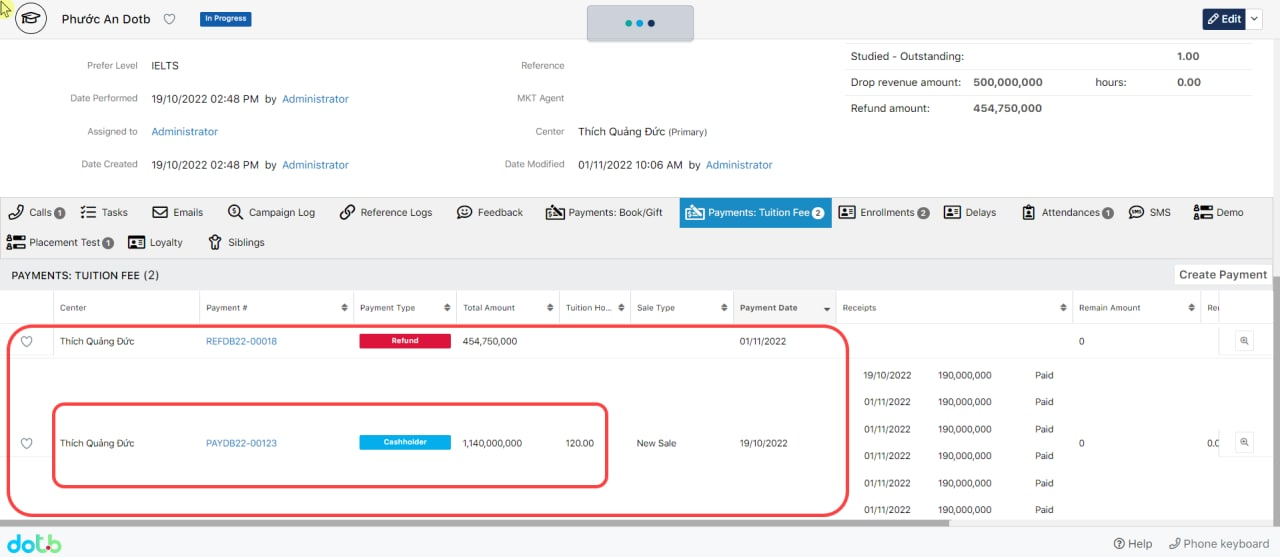 Phước An Dotb In Progress Edit
Prefer Level IELTS Reference Studied - Outstanding: 1.00
Date Performed 19/10/2022 02:48 PM by Administrator MKT Agent Drop revenue amount: 500,000,000 hours: 0.00
Refund amount: 454,750,000
Assigned to Administrator Center Thích Quảng Đức (Primary)
Date Created 19/10/2022 02:48 PM by Administrator Date Modified 01/11/2022 10:06 AM by Administrator
Calls 1 Tasks Emails Campaign Log Reference Logs Feedback Payments: Book/Gift Payments: Tuition Fee 2 Enrollments 2 Delays Attendances 1 SMS Demo
Placement Test 1 Loyalty Siblings
PAYMENTS: TUITION FEE (2) Create Payment
Center Payment # Payment Type Total Amount Tuition Ho... Sale Type Payment Date Receipts Remain Amount
Thích Quảng Đức REFDB22-00018 Refund 454,750,000 01/11/2022 0
19/10/2022 190,000,000 Paid
01/11/2022 190,000,000 Paid
01/11/2022 190,000,000 Paid
Thích Quảng Đức PAYDB22-00123 Cashholder 1,140,000,000 120.00 New Sale 19/10/2022 0
01/11/2022 190,000,000 Paid
01/11/2022 190,000,000 Paid
01/11/2022 190,000,000 Paid
dotb Help Phone keyboard